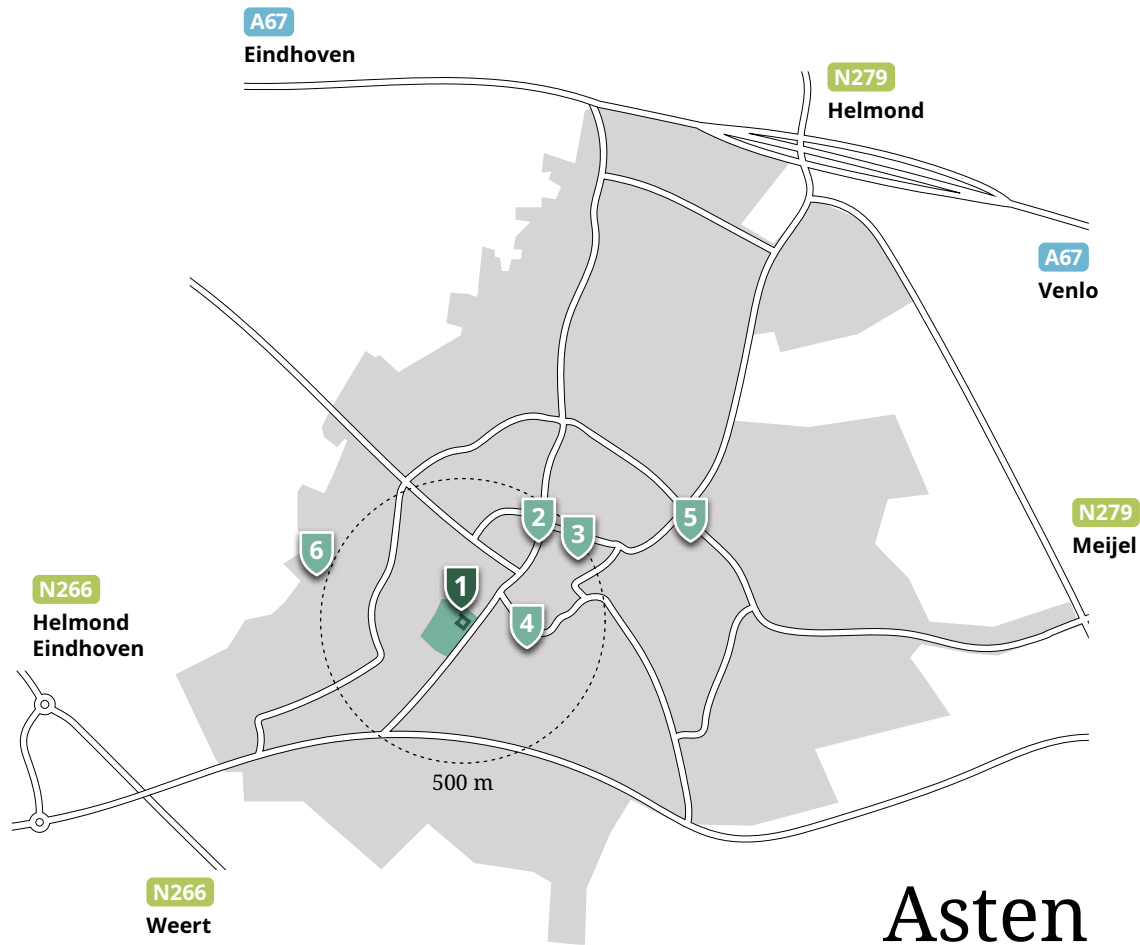 A67
Eindhoven
N279
Helmond
A67
Venlo
N279
Meijel
2
3
5
6
1
4
N266
Helmond
Eindhoven
500 m
N266
Weert
Asten